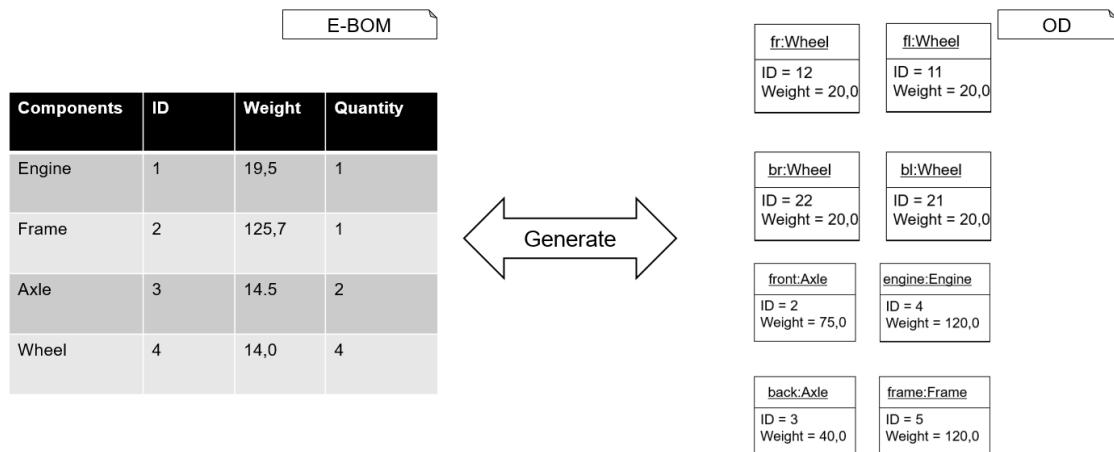 E-BOM
Components ID Weight Quantity
Engine 1 19,5 1
Frame 2 125,7 1
Axle 3 14.5 2
Wheel 4 14,0 4
Generate
OD
fr:Wheel
ID = 12
Weight = 20,0
fl:Wheel
ID = 11
Weight = 20,0
br:Wheel
ID = 22
Weight = 20,0
bl:Wheel
ID = 21
Weight = 20,0
front:Axle
ID = 2
Weight = 75,0
engine:Engine
ID = 4
Weight = 120,0
back:Axle
ID = 3
Weight = 40,0
frame:Frame
ID = 5
Weight = 120,0